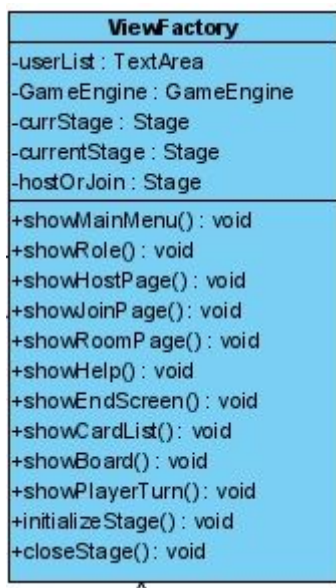 ViewFactory
-userList : TextArea
-GameEngine : GameEngine
-currStage : Stage
-currentStage : Stage
-hostOrJoin : Stage
+showMainMenu() : void
+showRole() : void
+showHostPage() : void
+showJoinPage() : void
+showRoomPage() : void
+showHelp() : void
+showEndScreen() : void
+showCardList() : void
+showBoard() : void
+showPlayerTurn() : void
+initializeStage() : void
+closeStage() : void